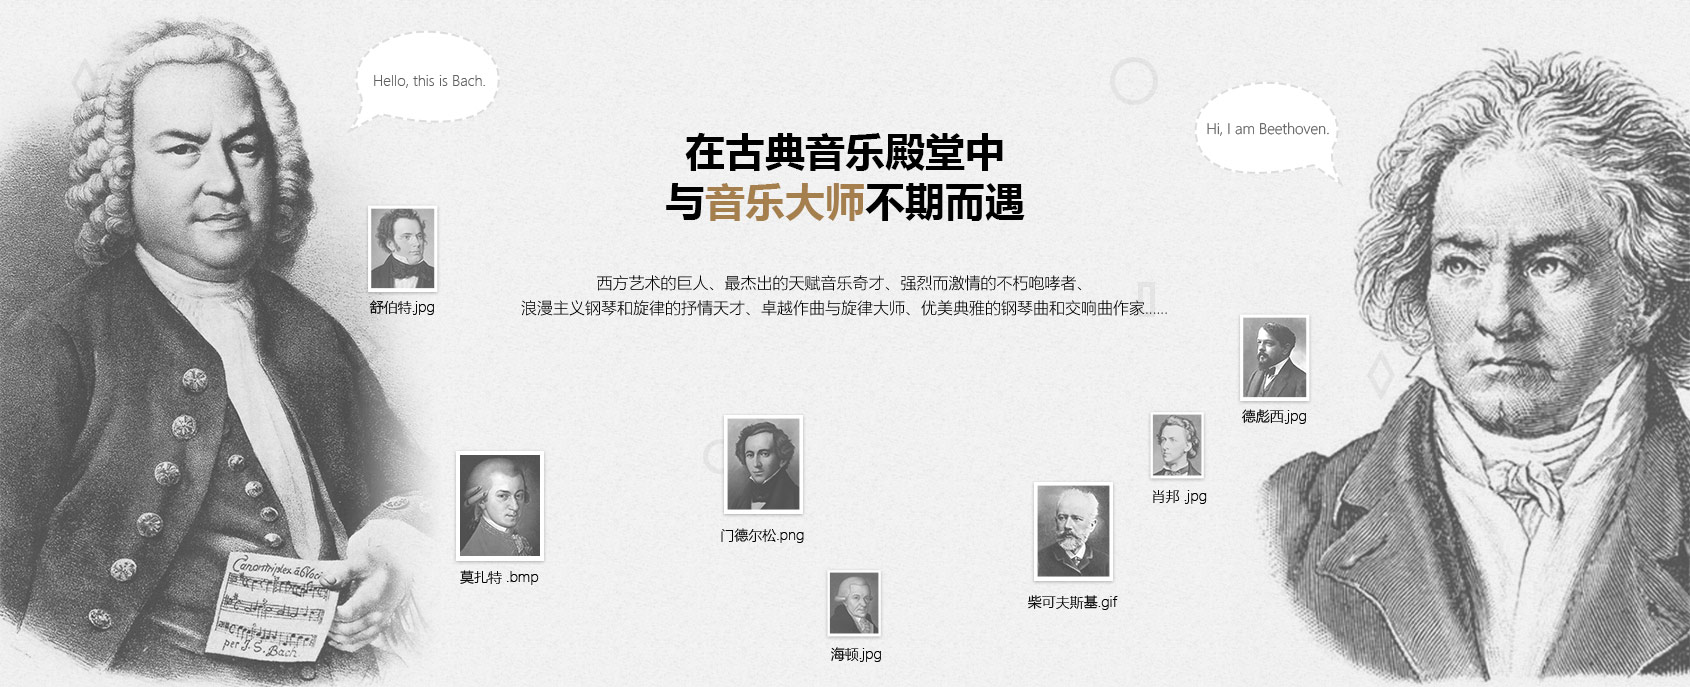 Hello, this is Bach.
Hi, I am Beethoven.
在古典音乐殿堂中
与音乐大师不期而遇
西方艺术的巨人、最杰出的天赋音乐奇才、强烈而激情的不朽咆哮者、
浪漫主义钢琴和旋律的抒情天才、卓越作曲与旋律大师、优美典雅的钢琴曲和交响曲作家......
舒伯特.jpg
德彪西.jpg
肖邦 .jpg
门德尔松.png
莫扎特 .bmp
柴可夫斯基.gif
海顿.jpg
Canon triplex à 6 Voci
per J. S. Bach